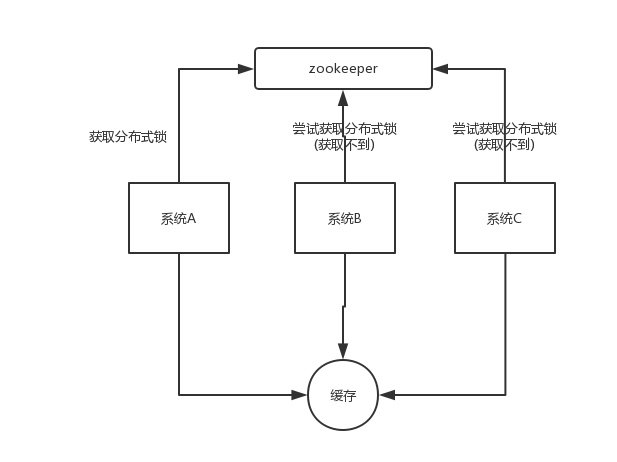 zookeeper
获取分布式锁
尝试获取分布式锁
(获取不到)
尝试获取分布式锁
(获取不到)
系统A
系统B
系统C
缓存